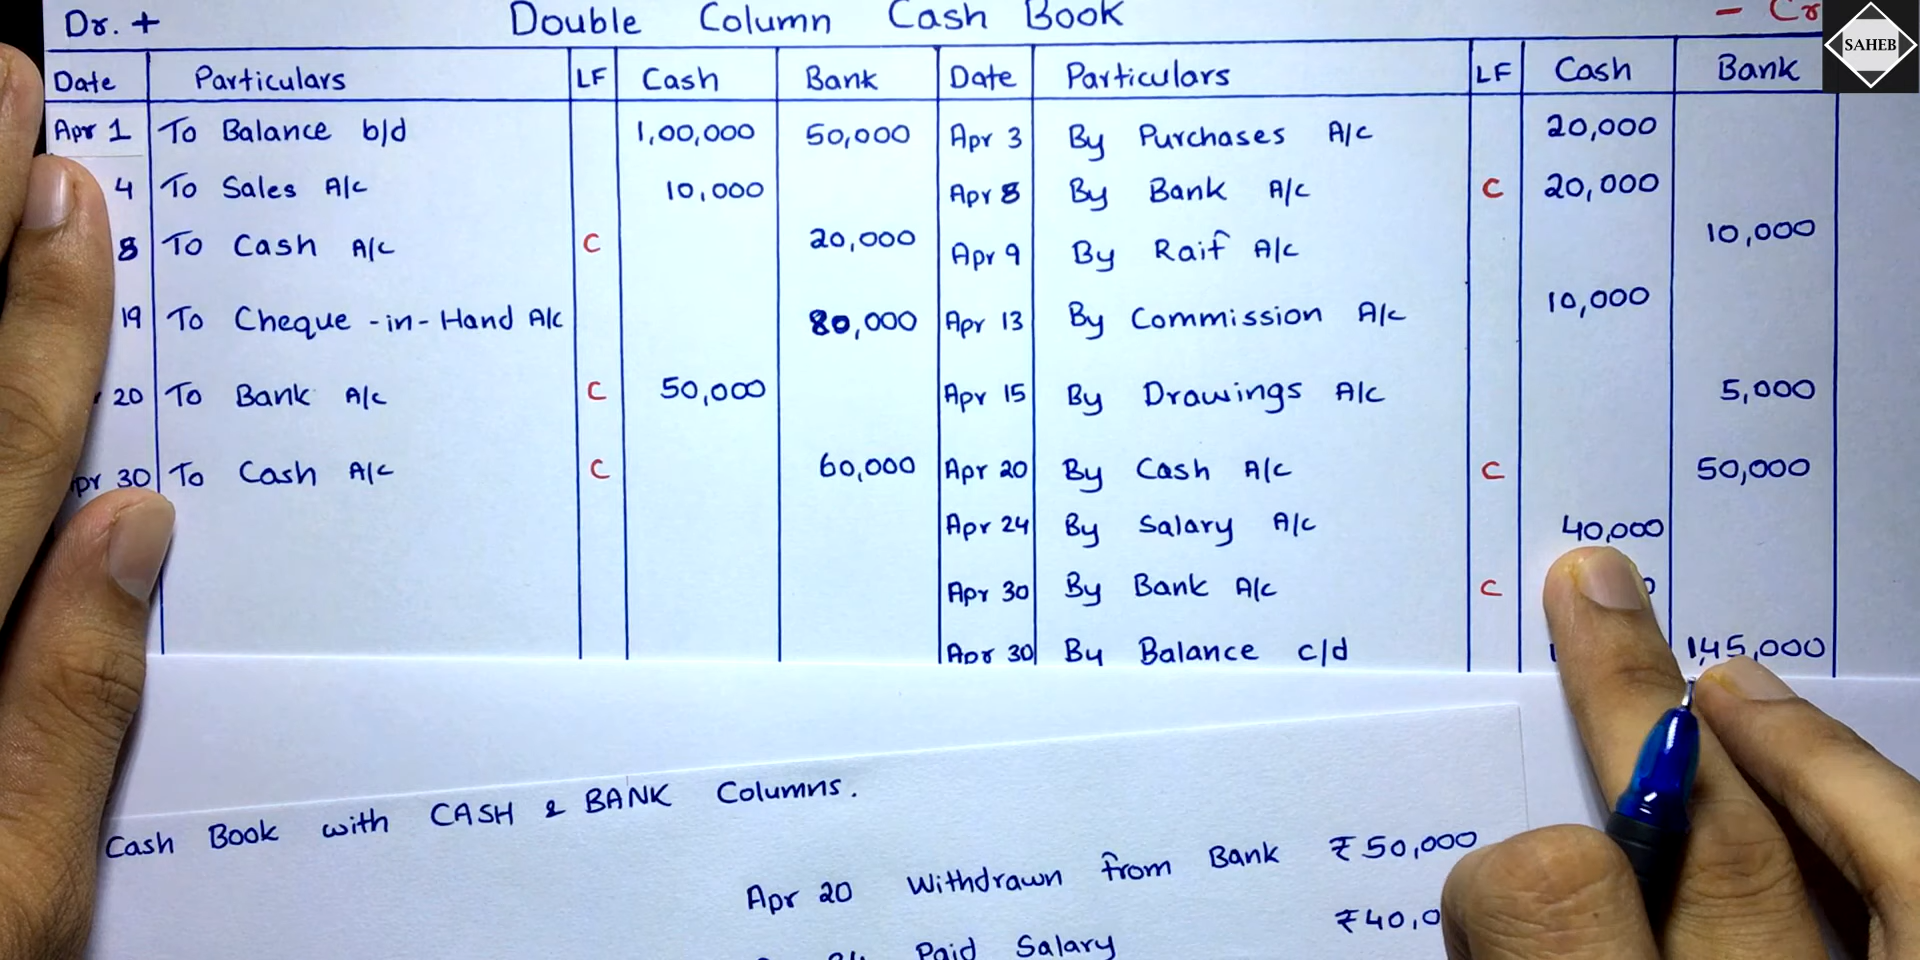 Dr. + Double Column Cash Book - Cr
SAHEB
Date Particulars LF Cash Bank Date Particulars LF Cash Bank
Apr 1 To Balance b/d 1,00,000 50,000 Apr 3 By Purchases A/c 20,000
4 To Sales A/c 10,000 Apr 8 By Bank A/c C 20,000
8 To Cash A/c C 20,000 Apr 9 By Raif A/c 10,000
19 To Cheque-in-Hand A/c 80,000 Apr 13 By Commission A/c 10,000
20 To Bank A/c C 50,000 Apr 15 By Drawings A/c 5,000
pr 30 To Cash A/c C 60,000 Apr 20 By Cash A/c C 50,000
Apr 24 By Salary A/c 40,000
Apr 30 By Bank A/c C
Apr 30 By Balance c/d 1,45,000
Cash Book with CASH & BANK Columns.
Apr 20 Withdrawn from Bank ₹50,000
Paid Salary ₹40,0